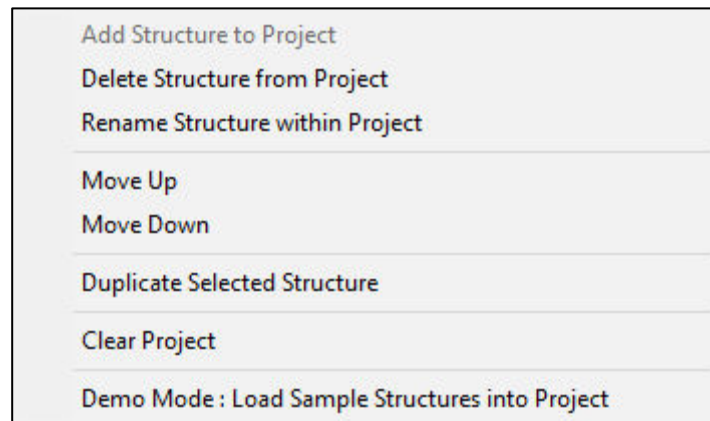 Add Structure to Project
Delete Structure from Project
Rename Structure within Project
Move Up
Move Down
Duplicate Selected Structure
Clear Project
Demo Mode : Load Sample Structures into Project